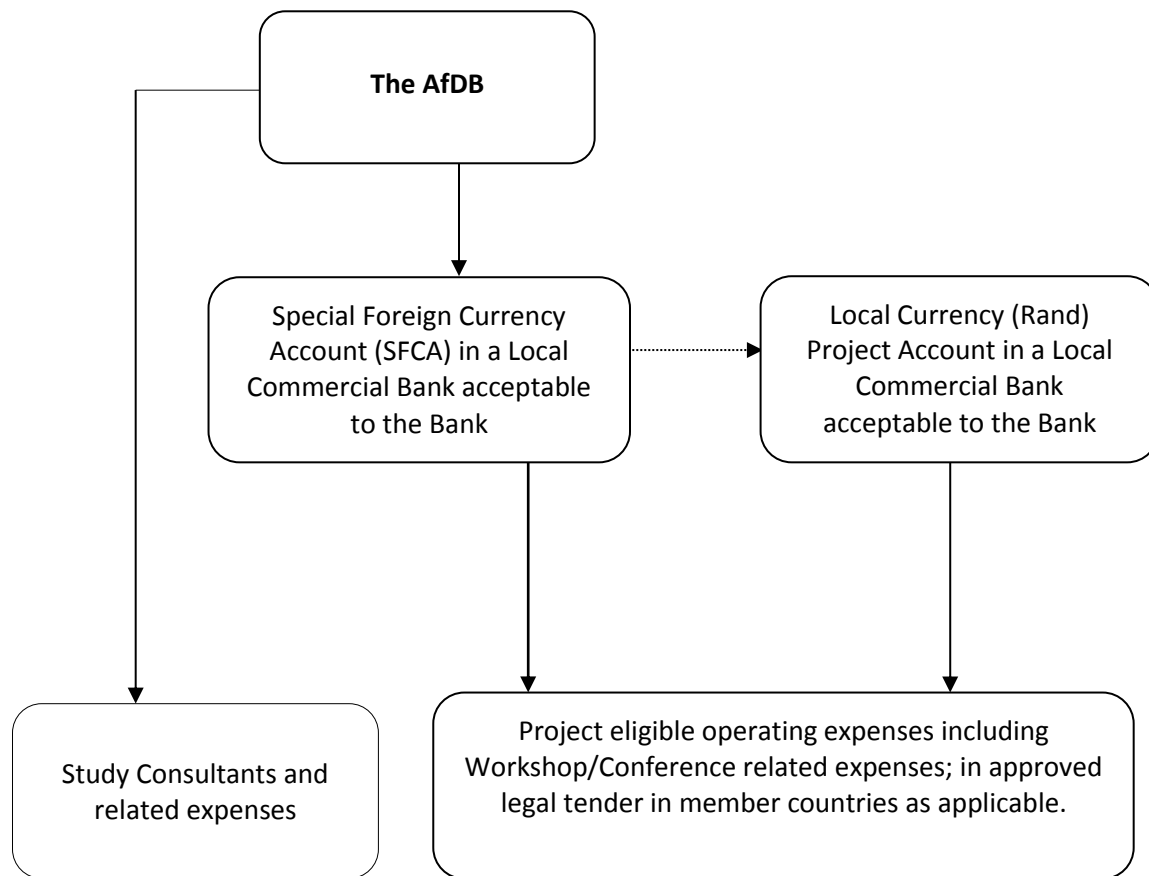 The AfDB
Special Foreign Currency
Account (SFCA) in a Local
Commercial Bank acceptable
to the Bank
Local Currency (Rand)
Project Account in a Local
Commercial Bank
acceptable to the Bank
Study Consultants and
related expenses
Project eligible operating expenses including
Workshop/Conference related expenses; in approved
legal tender in member countries as applicable.